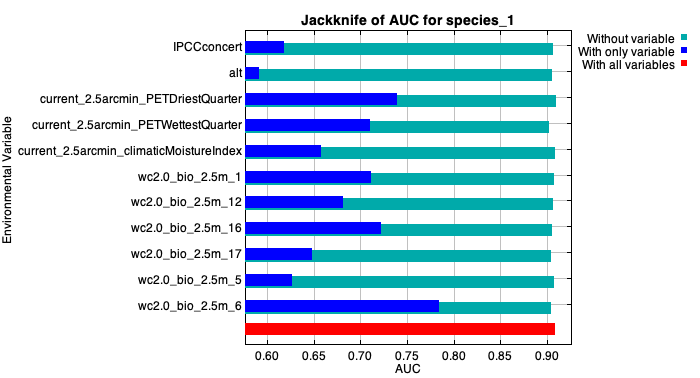 Jackknife of AUC for species_1
Without variable
With only variable
With all variables
Environmental Variable
IPCCconcert
alt
current_2.5arcmin_PETDriestQuarter
current_2.5arcmin_PETWettestQuarter
current_2.5arcmin_climaticMoistureIndex
wc2.0_bio_2.5m_1
wc2.0_bio_2.5m_12
wc2.0_bio_2.5m_16
wc2.0_bio_2.5m_17
wc2.0_bio_2.5m_5
wc2.0_bio_2.5m_6
0.60 0.65 0.70 0.75 0.80 0.85 0.90
AUC